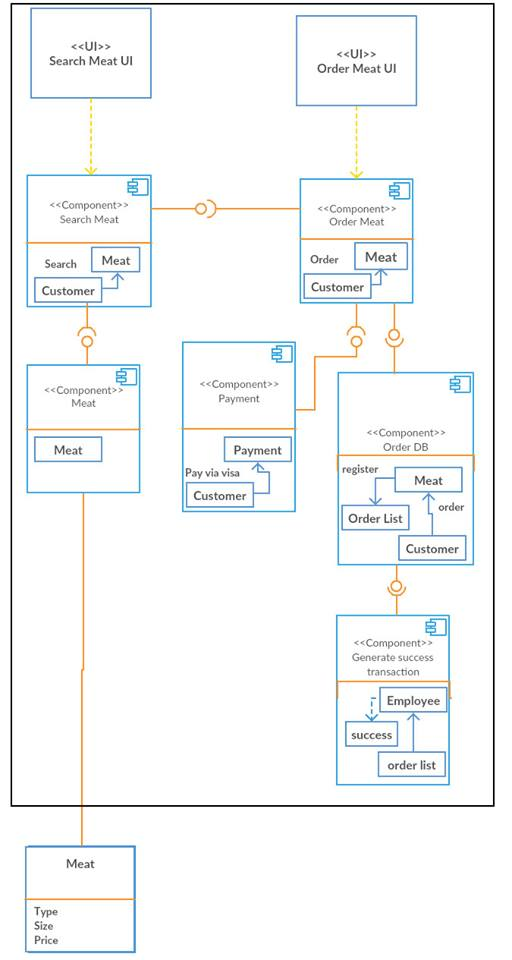 <<UI>>
Search Meat UI
<<UI>>
Order Meat UI
<<Component>>
Search Meat
Search
Meat
Customer
<<Component>>
Order Meat
Order
Meat
Customer
<<Component>>
Meat
Meat
<<Component>>
Payment
Payment
Pay via visa
Customer
<<Component>>
Order DB
register
Meat
order
Order List
Customer
<<Component>>
Generate success
transaction
Employee
success
order list
Meat
Type
Size
Price